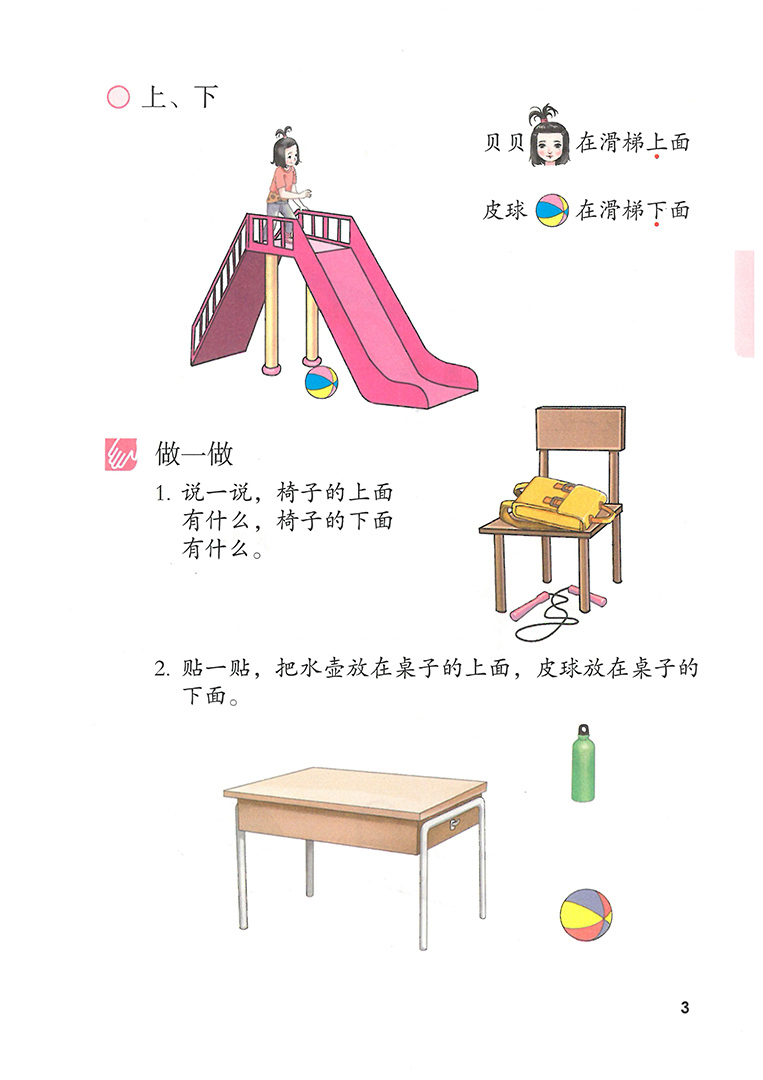 上、下
贝贝在滑梯上面
皮球在滑梯下面
做一做
1. 说一说，椅子的上面
有什么，椅子的下面
有什么。
2. 贴一贴，把水壶放在桌子的上面，皮球放在桌子的
下面。
3